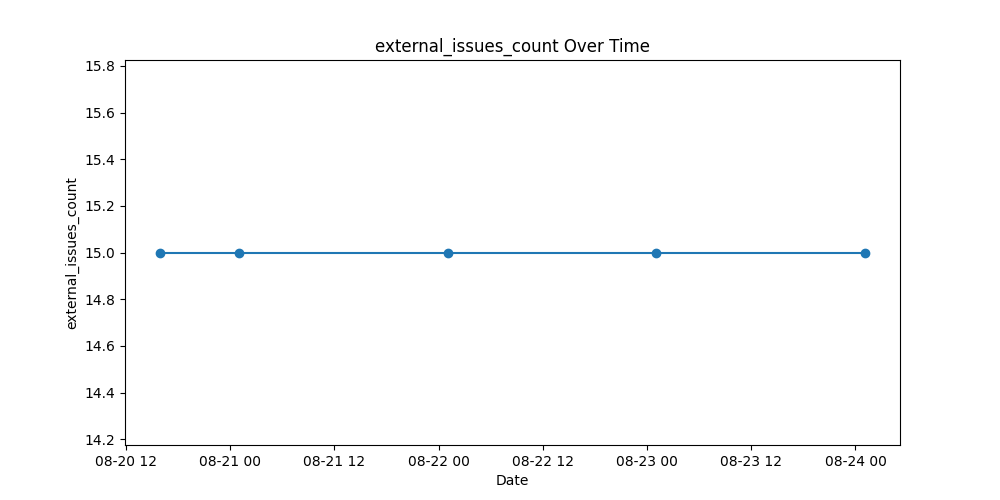 external_issues_count Over Time
15.8
15.6
15.4
15.2
15.0
14.8
14.6
14.4
14.2
external_issues_count
08-20 12 08-21 00 08-21 12 08-22 00 08-22 12 08-23 00 08-23 12 08-24 00
Date